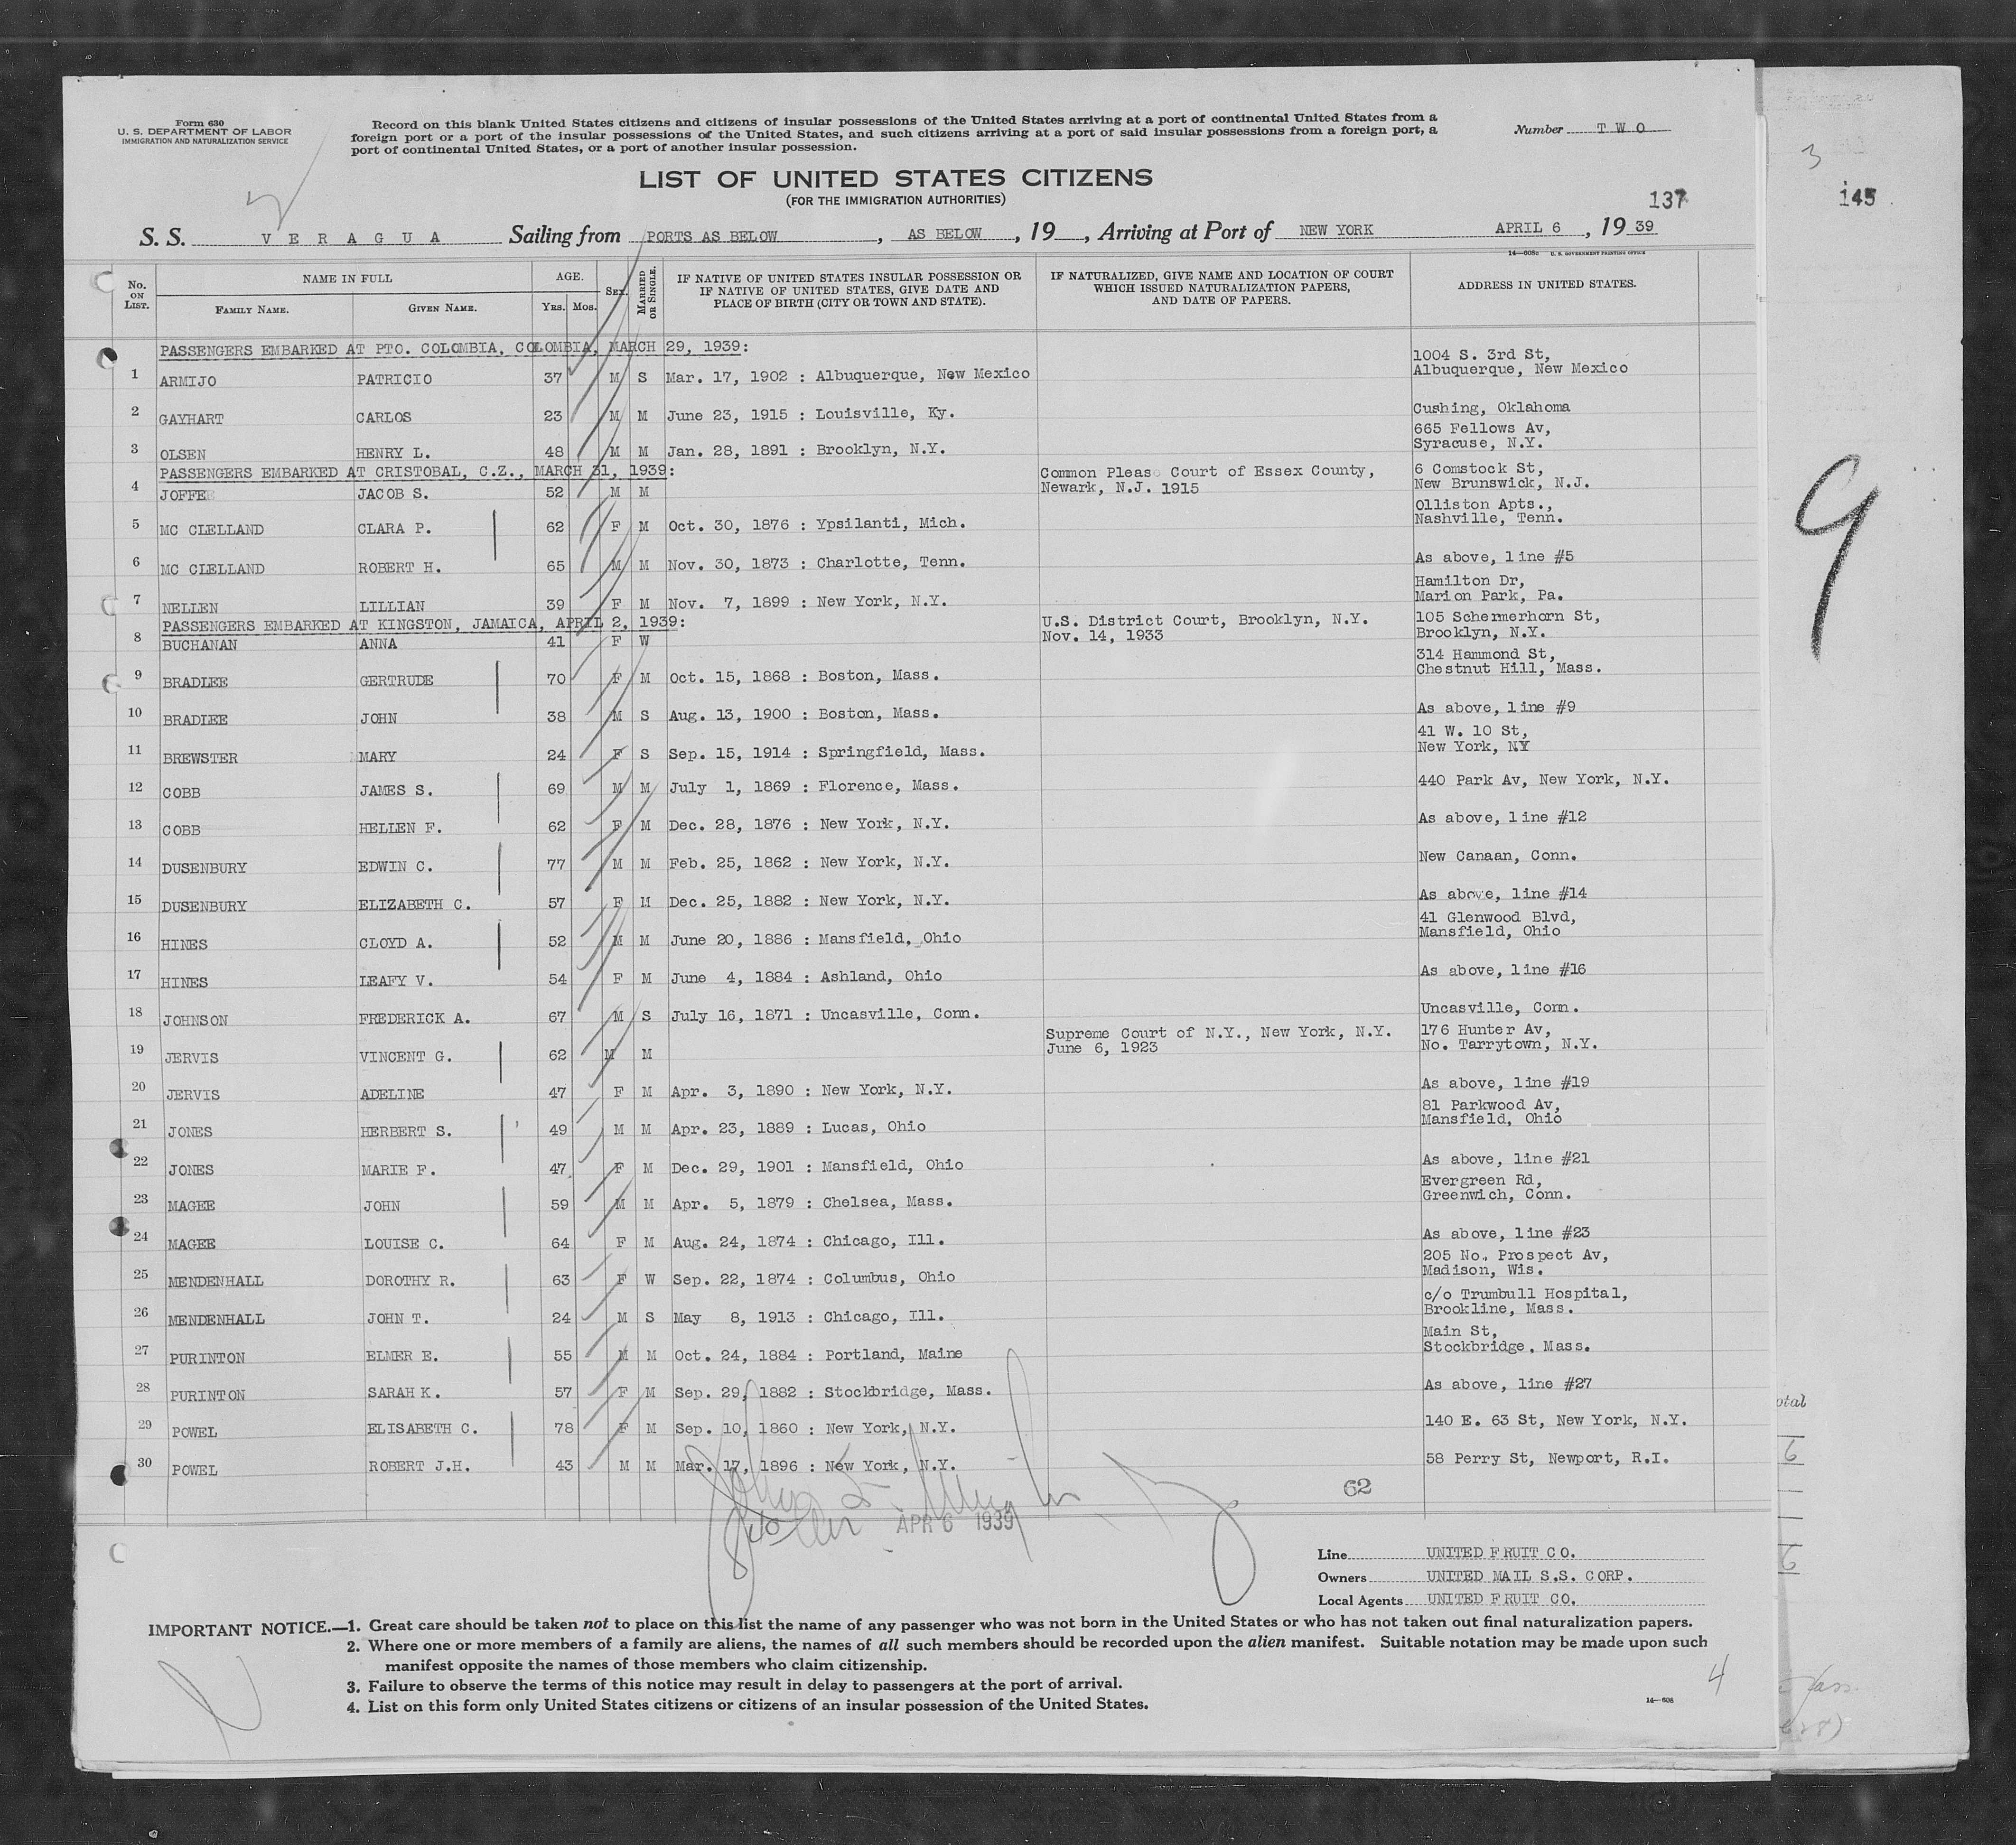 Form 630
U. S. DEPARTMENT OF LABOR
IMMIGRATION AND NATURALIZATION SERVICE
Record on this blank United States citizens and citizens of insular possessions of the United States arriving at a port of continental United States from a
foreign port or a port of the insular possessions of the United States, and such citizens arriving at a port of said insular possessions from a foreign port, a
port of continental United States, or a port of another insular possession.
Number TWO
3
LIST OF UNITED STATES CITIZENS
(FOR THE IMMIGRATION AUTHORITIES)
137
145
S. S. VERAGUA Sailing from PORTS AS BELOW, AS BELOW, 19__, Arriving at Port of NEW YORK APRIL 6, 1939
14—608c U. S. GOVERNMENT PRINTING OFFICE
No. ON LIST. NAME IN FULL FAMILY NAME. GIVEN NAME. AGE. YRS. MOS. SEX. MARRIED OR SINGLE. IF NATIVE OF UNITED STATES INSULAR POSSESSION OR IF NATIVE OF UNITED STATES, GIVE DATE AND PLACE OF BIRTH (CITY OR TOWN AND STATE). IF NATURALIZED, GIVE NAME AND LOCATION OF COURT WHICH ISSUED NATURALIZATION PAPERS, AND DATE OF PAPERS. ADDRESS IN UNITED STATES.
PASSENGERS EMBARKED AT PTO. COLOMBIA, COLOMBIA, MARCH 29, 1939:
1 ARMIJO PATRICIO 37 M S Mar. 17, 1902 : Albuquerque, New Mexico 1004 S. 3rd St, Albuquerque, New Mexico
2 GAYHART CARLOS 23 M M June 23, 1915 : Louisville, Ky. Cushing, Oklahoma
3 OLSEN HENRY L. 48 M M Jan. 28, 1891 : Brooklyn, N.Y. 665 Fellows Av, Syracuse, N.Y.
PASSENGERS EMBARKED AT CRISTOBAL, C.Z., MARCH 31, 1939:
4 JOFFE JACOB S. 52 M M Common Pleas Court of Essex County, Newark, N.J. 1915 6 Comstock St, New Brunswick, N.J.
5 MC CLELLAND CLARA P. 62 F M Oct. 30, 1876 : Ypsilanti, Mich. Olliston Apts., Nashville, Tenn.
6 MC CLELLAND ROBERT H. 65 M M Nov. 30, 1873 : Charlotte, Tenn. As above, line #5
7 NELLEN LILLIAN 39 F M Nov. 7, 1899 : New York, N.Y. Hamilton Dr, Marion Park, Pa.
PASSENGERS EMBARKED AT KINGSTON, JAMAICA, APRIL 2, 1939:
8 BUCHANAN ANNA 41 F W U.S. District Court, Brooklyn, N.Y. Nov. 14, 1933 105 Schermerhorn St, Brooklyn, N.Y.
9 BRADLEE GERTRUDE 70 F M Oct. 15, 1868 : Boston, Mass. 314 Hammond St, Chestnut Hill, Mass.
10 BRADLEE JOHN 38 M S Aug. 13, 1900 : Boston, Mass. As above, line #9
11 BREWSTER MARY 24 F S Sep. 15, 1914 : Springfield, Mass. 41 W. 10 St, New York, NY
12 COBB JAMES S. 69 M M July 1, 1869 : Florence, Mass. 440 Park Av, New York, N.Y.
13 COBB HELLEN F. 62 F M Dec. 28, 1876 : New York, N.Y. As above, line #12
14 DUSENBURY EDWIN C. 77 M M Feb. 25, 1862 : New York, N.Y. New Canaan, Conn.
15 DUSENBURY ELIZABETH C. 57 F M Dec. 25, 1882 : New York, N.Y. As above, line #14
16 HINES CLOYD A. 52 M M June 20, 1886 : Mansfield, Ohio 41 Glenwood Blvd, Mansfield, Ohio
17 HINES LEAFY V. 54 F M June 4, 1884 : Ashland, Ohio As above, line #16
18 JOHNSON FREDERICK A. 67 M S July 16, 1871 : Uncasville, Conn. Uncasville, Conn.
19 JERVIS VINCENT G. 62 M M Supreme Court of N.Y., New York, N.Y. June 6, 1923 176 Hunter Av, No. Tarrytown, N.Y.
20 JERVIS ADELINE 47 F M Apr. 3, 1890 : New York, N.Y. As above, line #19
21 JONES HERBERT S. 49 M M Apr. 23, 1889 : Lucas, Ohio 81 Parkwood Av, Mansfield, Ohio
22 JONES MARIE F. 47 F M Dec. 29, 1901 : Mansfield, Ohio As above, line #21
23 MAGEE JOHN 59 M M Apr. 5, 1879 : Chelsea, Mass. Evergreen Rd, Greenwich, Conn.
24 MAGEE LOUISE C. 64 F M Aug. 24, 1874 : Chicago, Ill. As above, line #23
25 MENDENHALL DOROTHY R. 63 F W Sep. 22, 1874 : Columbus, Ohio 205 No. Prospect Av, Madison, Wis.
26 MENDENHALL JOHN T. 24 M S May 8, 1913 : Chicago, Ill. c/o Trumbull Hospital, Brookline, Mass.
27 PURINTON ELMER E. 55 M M Oct. 24, 1884 : Portland, Maine Main St, Stockbridge, Mass.
28 PURINTON SARAH K. 57 F M Sep. 29, 1882 : Stockbridge, Mass. As above, line #27
29 POWEL ELISABETH C. 78 F M Sep. 10, 1860 : New York, N.Y. 140 E. 63 St, New York, N.Y.
30 POWEL ROBERT J.H. 43 M M Mar. 17, 1896 : New York, N.Y. 58 Perry St, Newport, R.I.
62
APR 6 1939
9
otal
6
6
Line UNITED FRUIT CO.
Owners UNITED MAIL S.S. CORP.
Local Agents UNITED FRUIT CO.
IMPORTANT NOTICE.—1. Great care should be taken not to place on this list the name of any passenger who was not born in the United States or who has not taken out final naturalization papers.
2. Where one or more members of a family are aliens, the names of all such members should be recorded upon the alien manifest. Suitable notation may be made upon such
manifest opposite the names of those members who claim citizenship.
3. Failure to observe the terms of this notice may result in delay to passengers at the port of arrival.
4. List on this form only United States citizens or citizens of an insular possession of the United States.
14—608
4